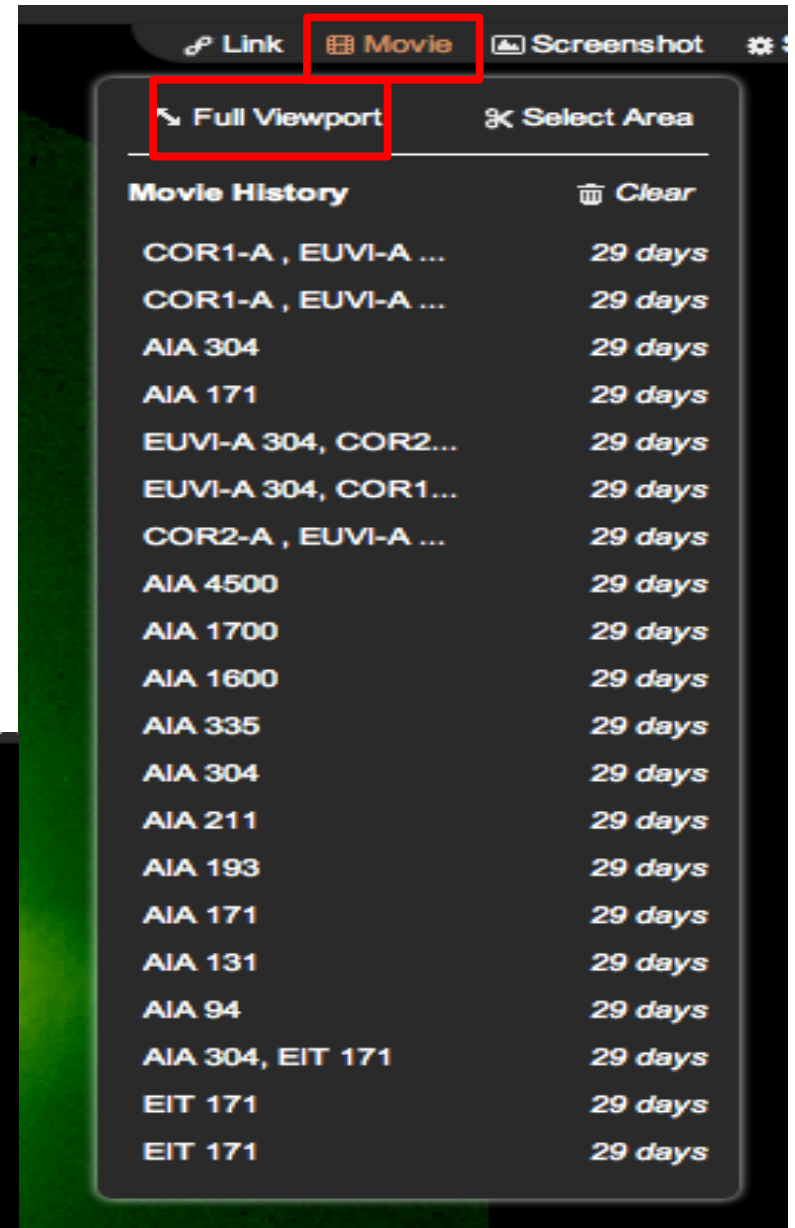 Link Movie Screenshot S
Full Viewport Select Area
Movie History Clear
COR1-A , EUVI-A ... 29 days
COR1-A , EUVI-A ... 29 days
AIA 304 29 days
AIA 171 29 days
EUVI-A 304, COR2... 29 days
EUVI-A 304, COR1... 29 days
COR2-A , EUVI-A ... 29 days
AIA 4500 29 days
AIA 1700 29 days
AIA 1600 29 days
AIA 335 29 days
AIA 304 29 days
AIA 211 29 days
AIA 193 29 days
AIA 171 29 days
AIA 131 29 days
AIA 94 29 days
AIA 304, EIT 171 29 days
EIT 171 29 days
EIT 171 29 days